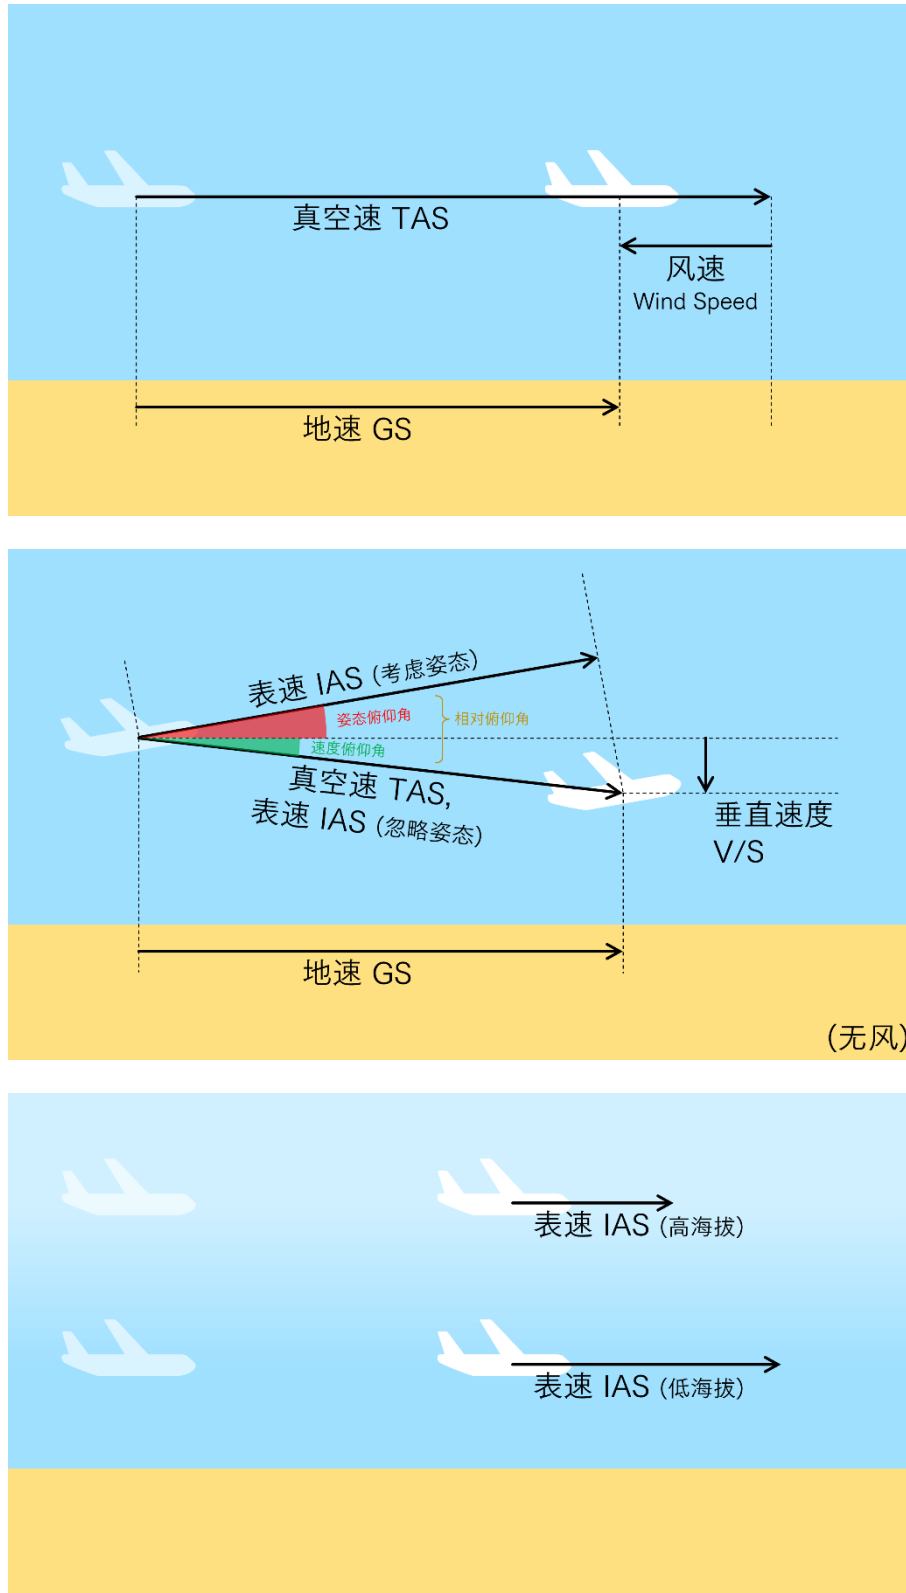 真空速 TAS
风速
Wind Speed
地速 GS
表速 IAS (考虑姿态)
姿态俯仰角
相对俯仰角
速度俯仰角
真空速 TAS,
表速 IAS (忽略姿态)
垂直速度
V/S
地速 GS
(无风)
表速 IAS (高海拔)
表速 IAS (低海拔)